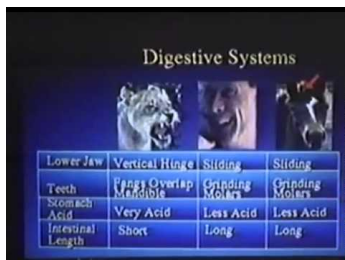 Digestive Systems
Lower Jaw Vertical Hinge Sliding Sliding
Teeth Fangs Overlap Mandible Grinding Molars Grinding Molars
Stomach Acid Very Acid Less Acid Less Acid
Intestinal Length Short Long Long